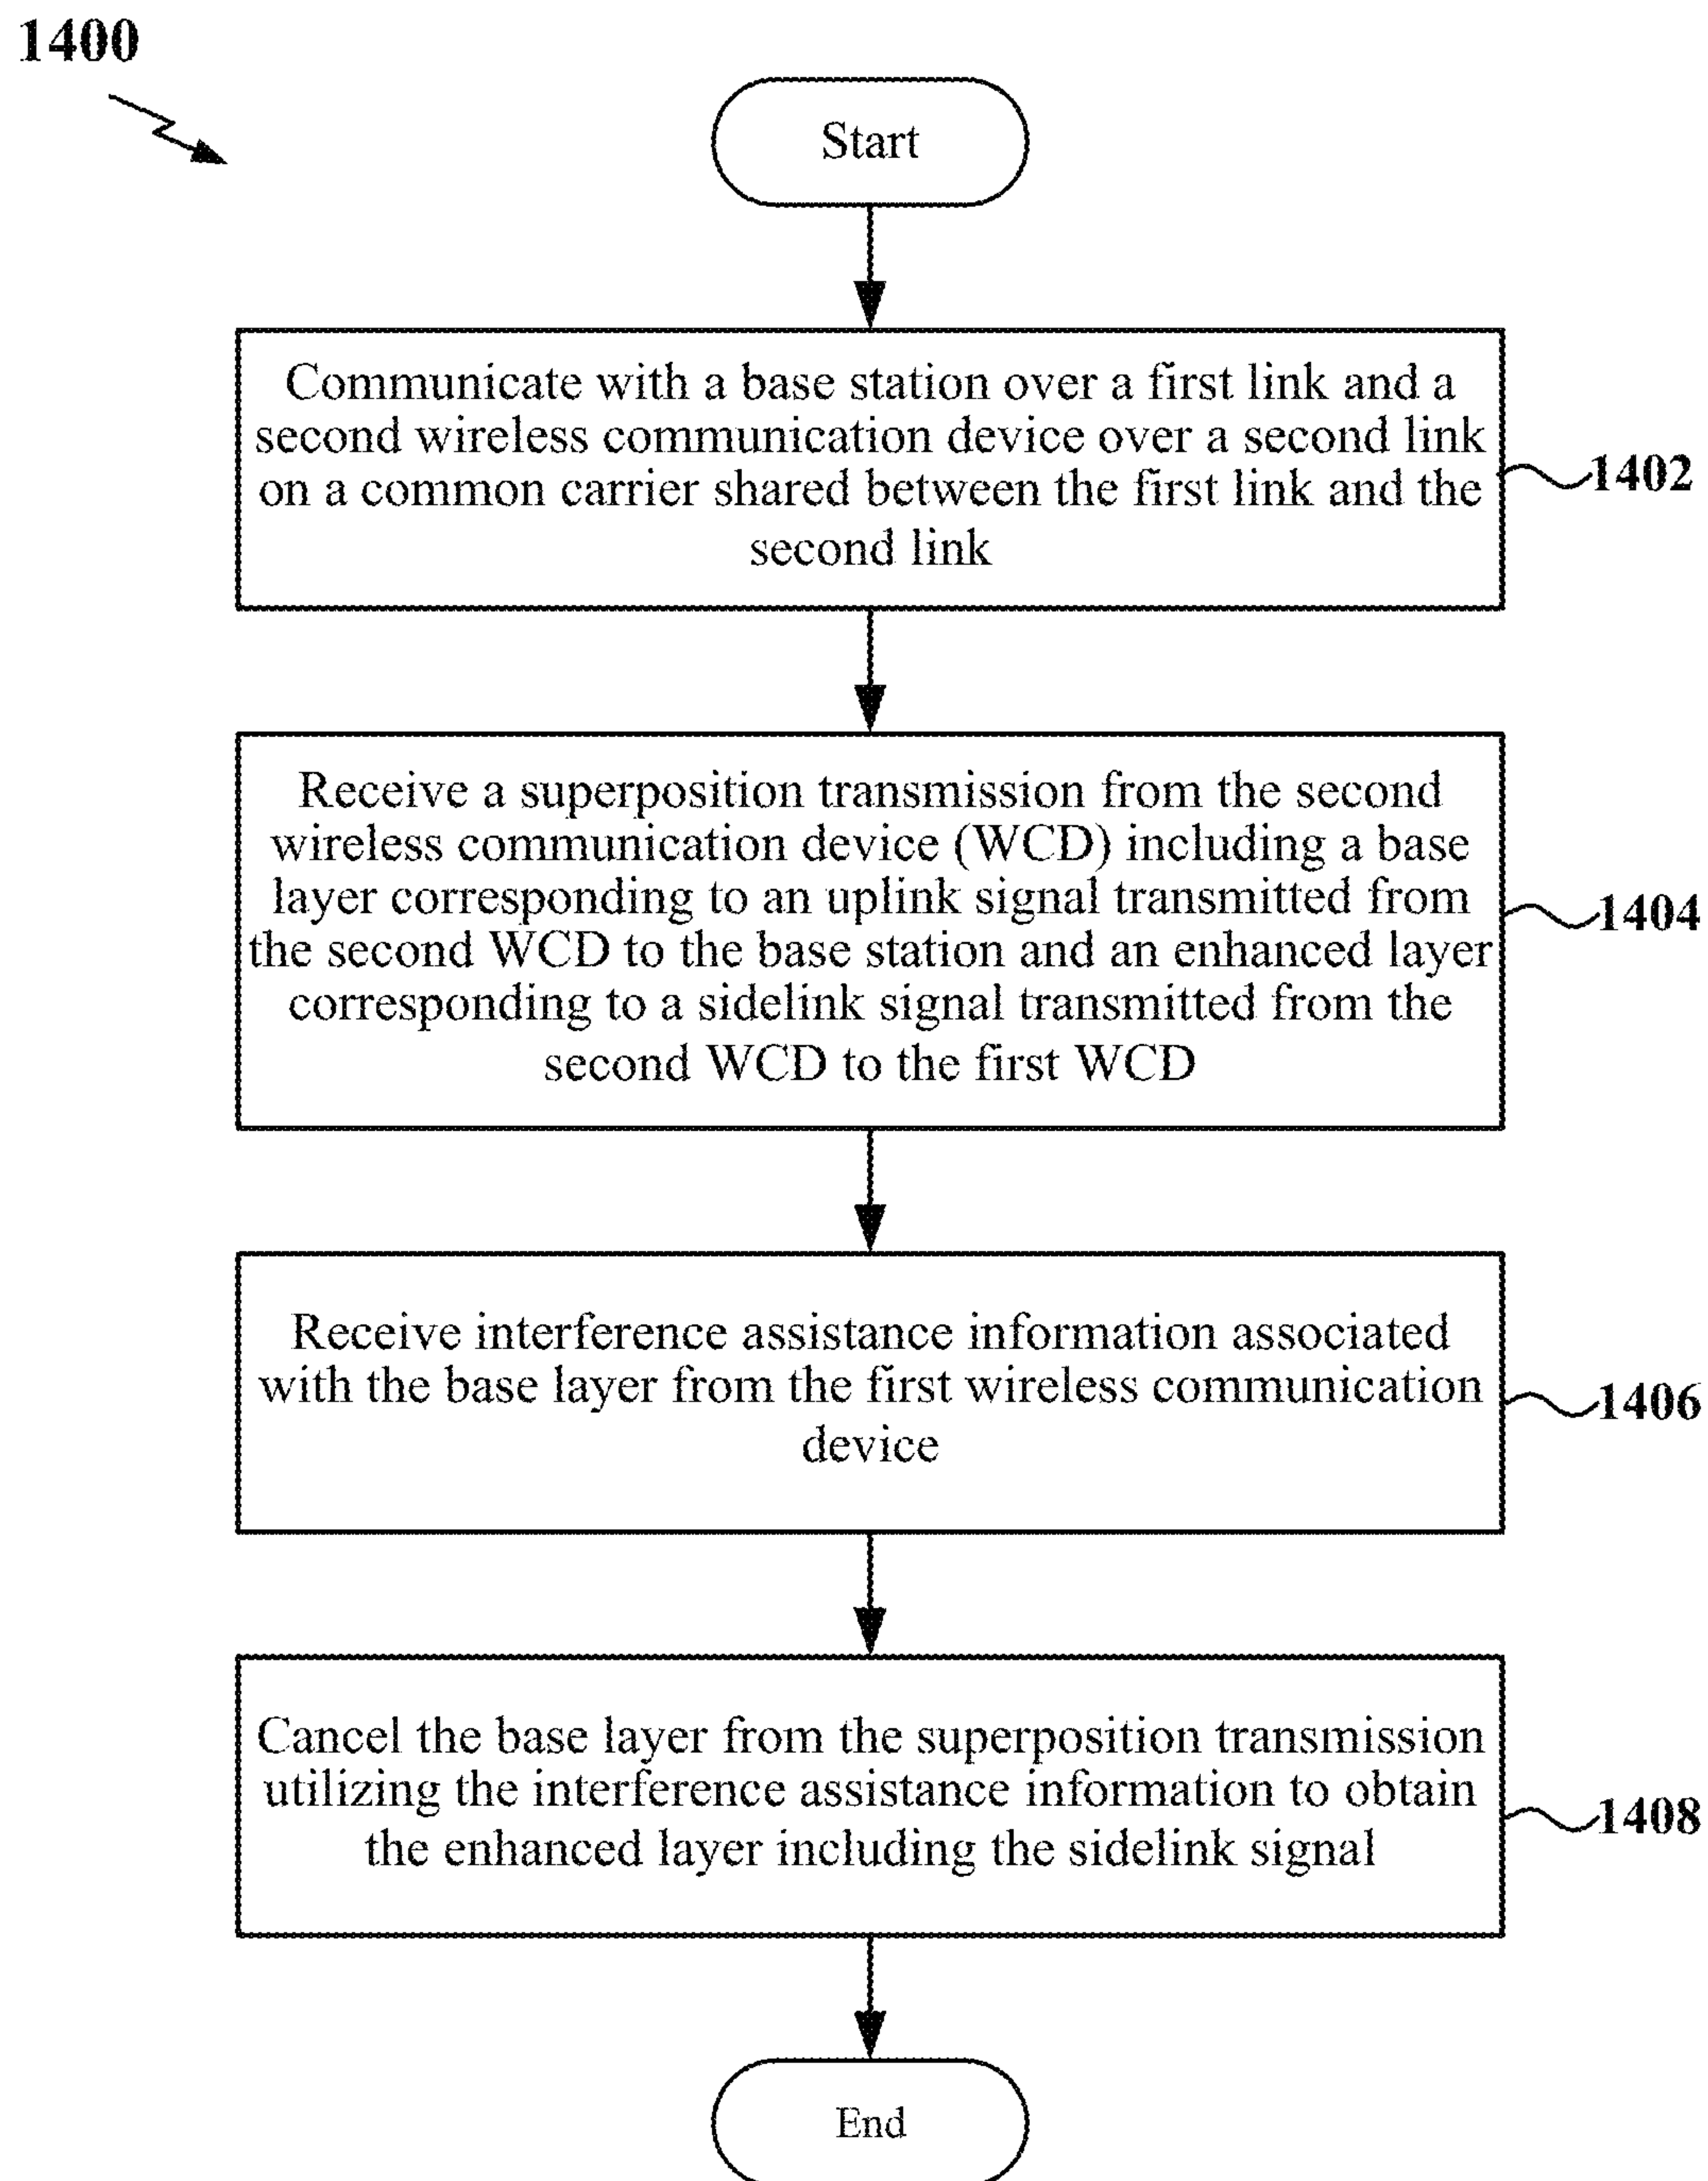 1400
Start
Communicate with a base station over a first link and a
second wireless communication device over a second link
on a common carrier shared between the first link and the
second link
1402
Receive a superposition transmission from the second
wireless communication device (WCD) including a base
layer corresponding to an uplink signal transmitted from
the second WCD to the base station and an enhanced layer
corresponding to a sidelink signal transmitted from the
second WCD to the first WCD
1404
Receive interference assistance information associated
with the base layer from the first wireless communication
device
1406
Cancel the base layer from the superposition transmission
utilizing the interference assistance information to obtain
the enhanced layer including the sidelink signal
1408
End